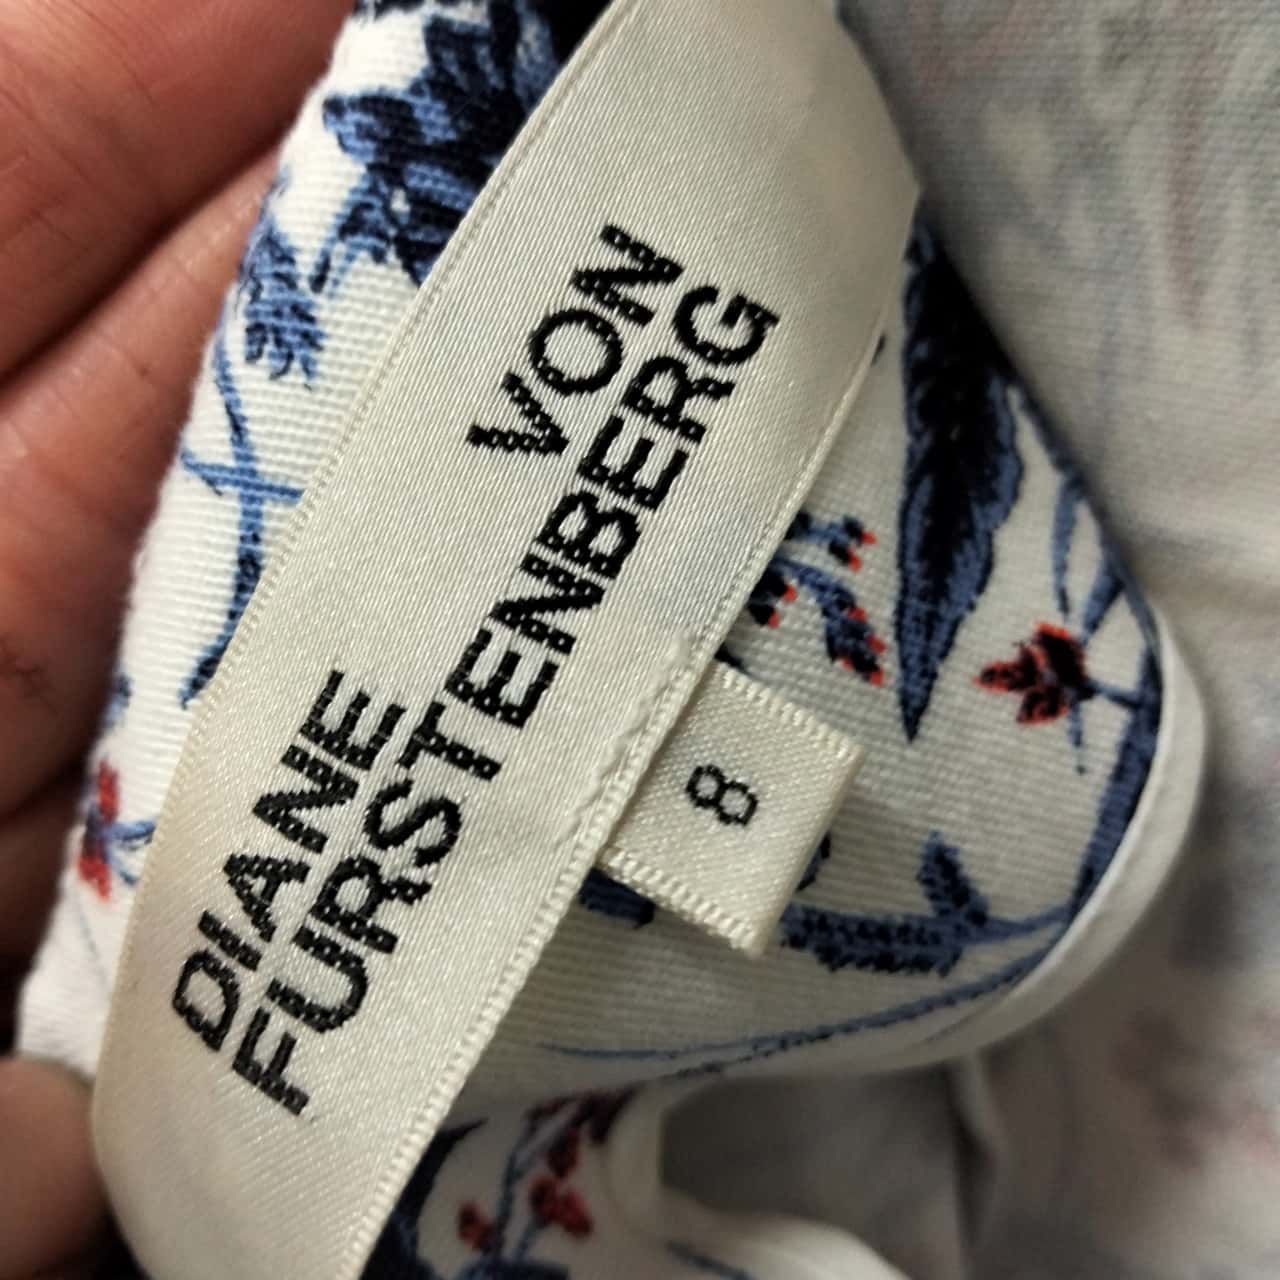 DIANE VON
FURSTENBERG
8